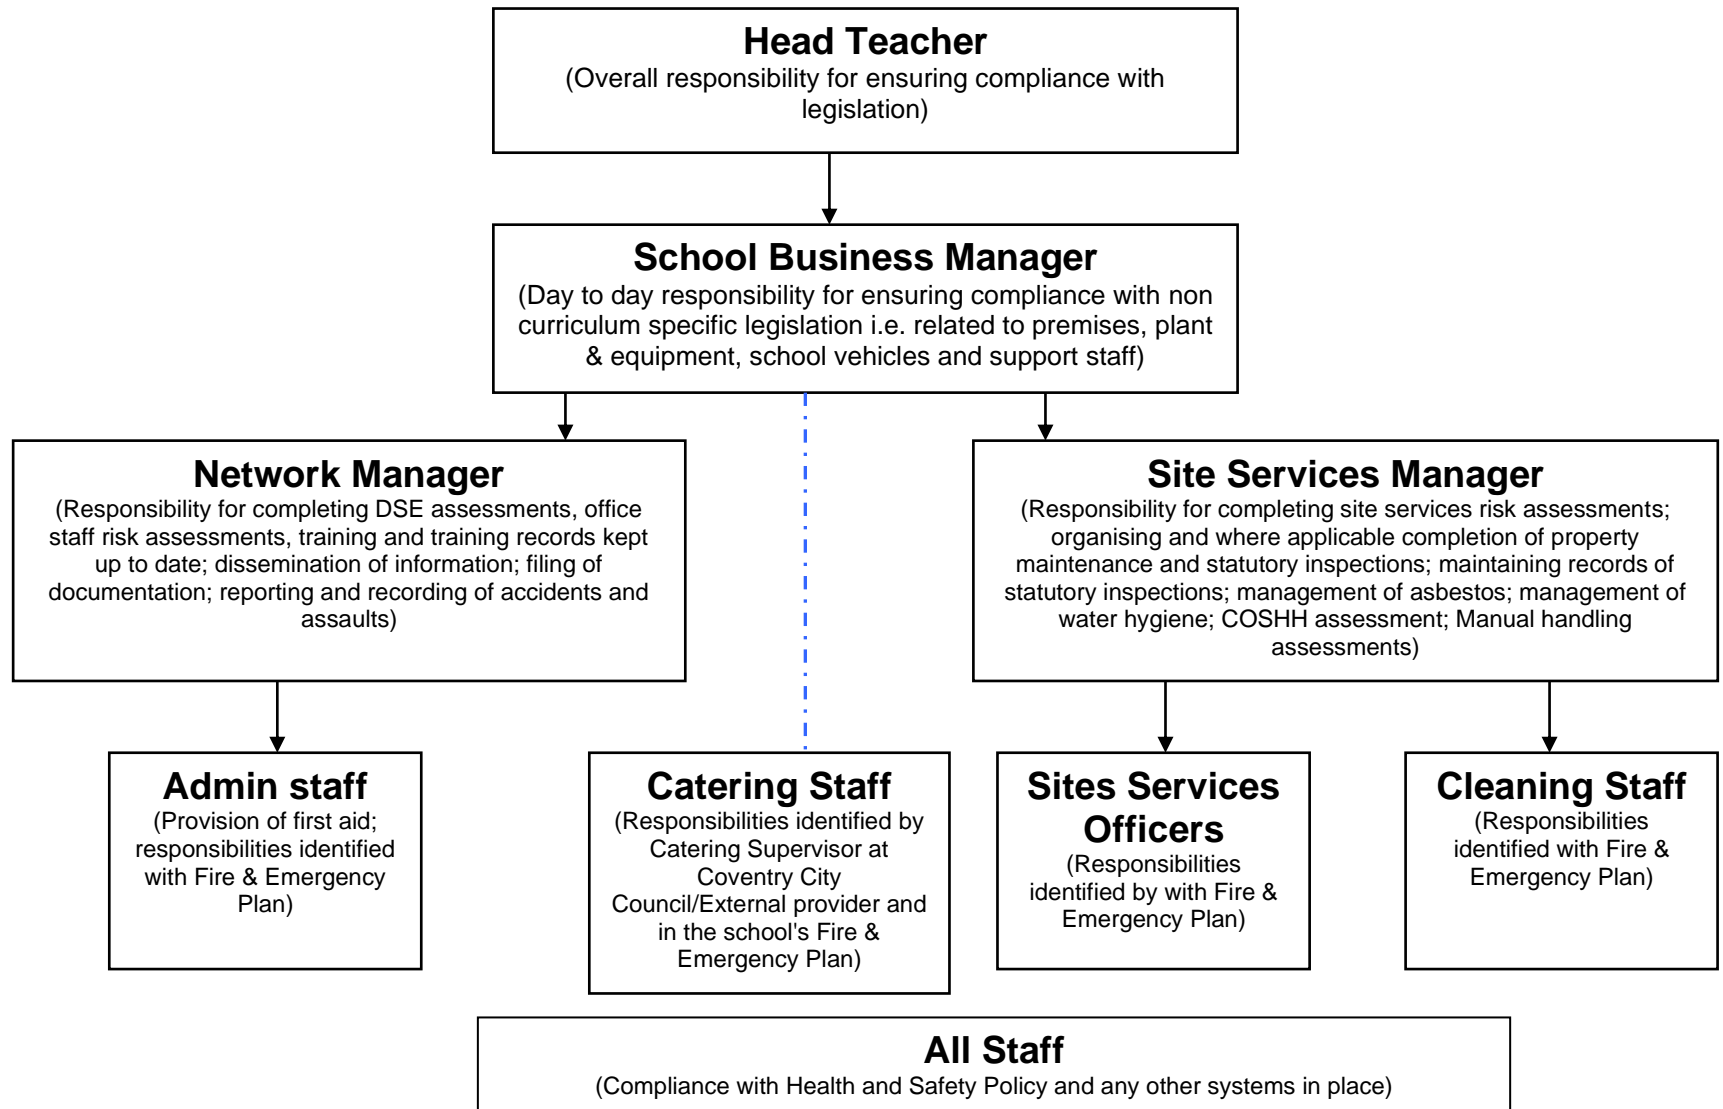 Head Teacher
(Overall responsibility for ensuring compliance with
legislation)
School Business Manager
(Day to day responsibility for ensuring compliance with non
curriculum specific legislation i.e. related to premises, plant
& equipment, school vehicles and support staff)
Network Manager
(Responsibility for completing DSE assessments, office
staff risk assessments, training and training records kept
up to date; dissemination of information; filing of
documentation; reporting and recording of accidents and
assaults)
Site Services Manager
(Responsibility for completing site services risk assessments;
organising and where applicable completion of property
maintenance and statutory inspections; maintaining records of
statutory inspections; management of asbestos; management of
water hygiene; COSHH assessment; Manual handling
assessments)
Admin staff
(Provision of first aid;
responsibilities identified
with Fire & Emergency
Plan)
Catering Staff
(Responsibilities identified by
Catering Supervisor at
Coventry City
Council/External provider and
in the school's Fire &
Emergency Plan)
Sites Services
Officers
(Responsibilities
identified by with Fire &
Emergency Plan)
Cleaning Staff
(Responsibilities
identified with Fire &
Emergency Plan)
All Staff
(Compliance with Health and Safety Policy and any other systems in place)